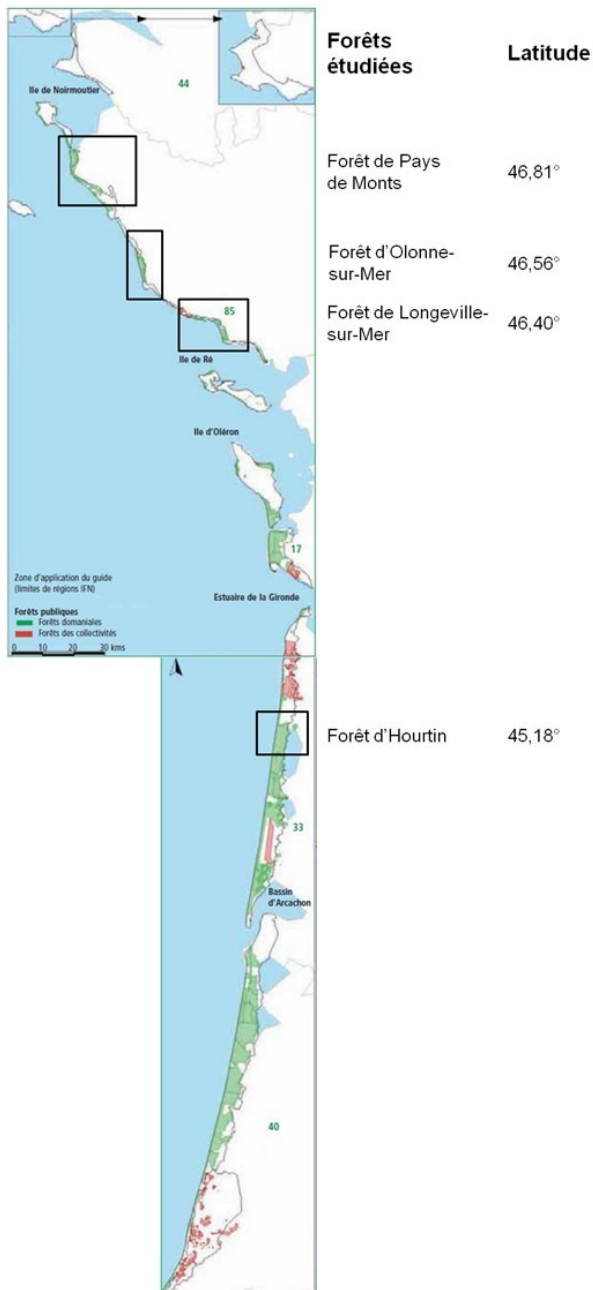 Forêts
étudiées
Latitude
44
Ile de Noirmoutier
Forêt de Pays
de Monts
46,81°
Forêt d'Olonne-
sur-Mer
46,56°
85
Forêt de Longeville-
sur-Mer
46,40°
Ile de Ré
Ile d'Oléron
17
Zone d'application du guide
(limites de régions IFN)
Estuaire de la Gironde
Forêts publiques
Forêts domaniales
Forêts des collectivités
0 10 20 30 kms
Forêt d'Hourtin
45,18°
33
Bassin
d'Arcachon
40